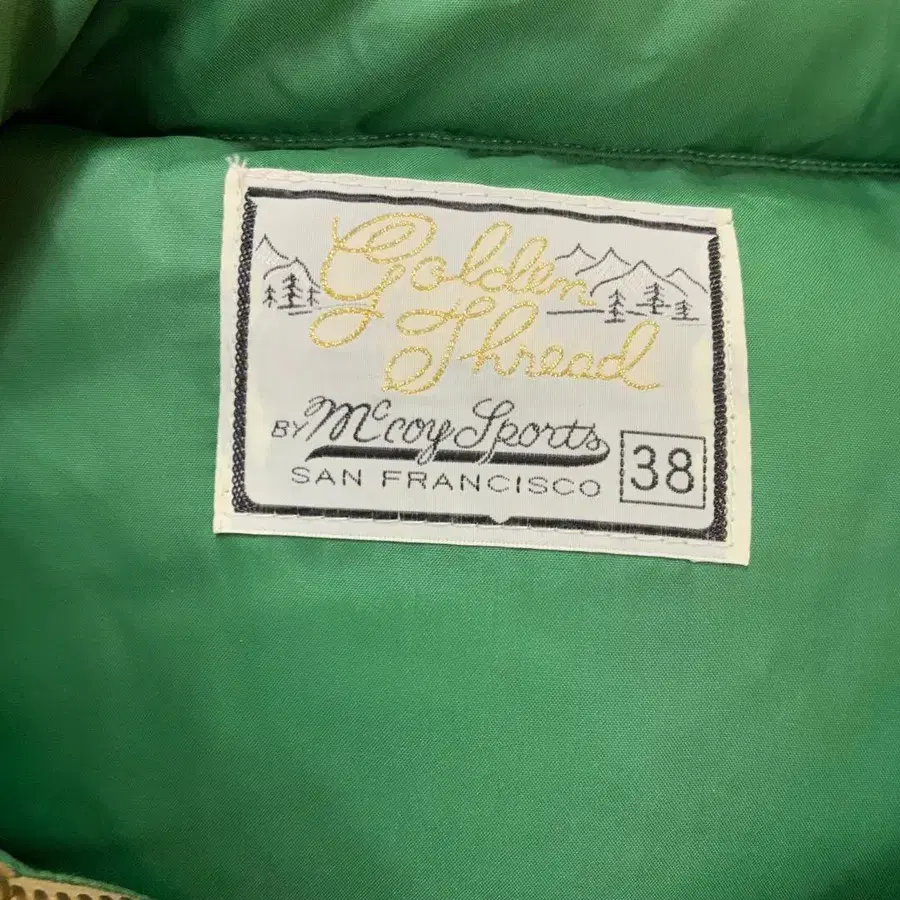 Golden
Thread
BY McCoy Sports
SAN FRANCISCO
38